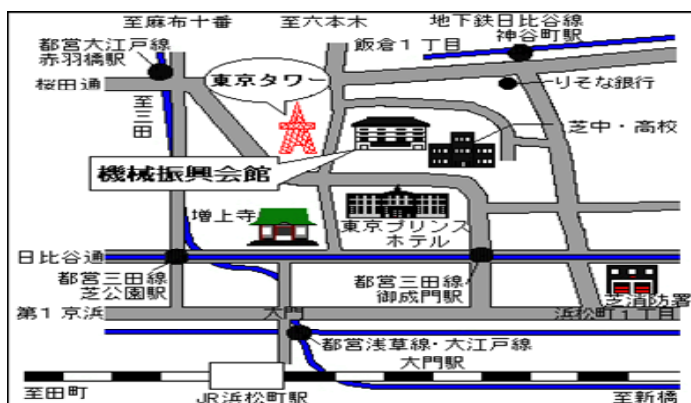 至麻布十番
至六本木
地下鉄日比谷線
神谷町駅
都営大江戸線
赤羽橋駅
飯倉1丁目
桜田通
東京タワー
りそな銀行
至三田
芝中・高校
機械振興会館
増上寺
東京プリンス
ホテル
日比谷通
都営三田線
芝公園駅
都営三田線
御成門駅
芝消防署
第1京浜
大門
浜松町1丁目
都営浅草線・大江戸線
大門駅
至田町
JR浜松町駅
至新橋